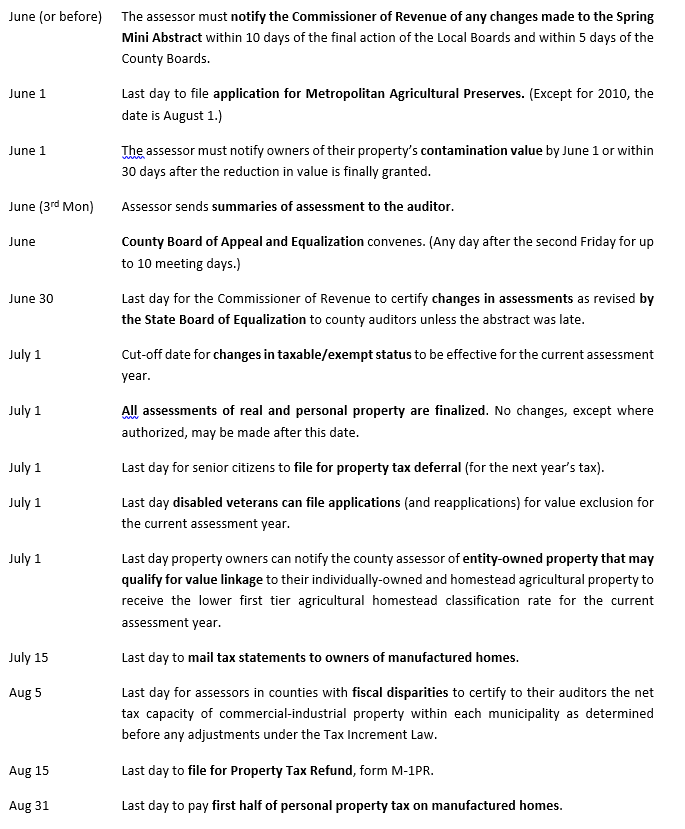 June (or before) The assessor must notify the Commissioner of Revenue of any changes made to the Spring
Mini Abstract within 10 days of the final action of the Local Boards and within 5 days of the
County Boards.
June 1 Last day to file application for Metropolitan Agricultural Preserves. (Except for 2010, the
date is August 1.)
June 1 The assessor must notify owners of their property's contamination value by June 1 or within
30 days after the reduction in value is finally granted.
June (3rd Mon) Assessor sends summaries of assessment to the auditor.
June County Board of Appeal and Equalization convenes. (Any day after the second Friday for up
to 10 meeting days.)
June 30 Last day for the Commissioner of Revenue to certify changes in assessments as revised by
the State Board of Equalization to county auditors unless the abstract was late.
July 1 Cut-off date for changes in taxable/exempt status to be effective for the current assessment
year.
July 1 All assessments of real and personal property are finalized. No changes, except where
authorized, may be made after this date.
July 1 Last day for senior citizens to file for property tax deferral (for the next year's tax).
July 1 Last day disabled veterans can file applications (and reapplications) for value exclusion for
the current assessment year.
July 1 Last day property owners can notify the county assessor of entity-owned property that may
qualify for value linkage to their individually-owned and homestead agricultural property to
receive the lower first tier agricultural homestead classification rate for the current
assessment year.
July 15 Last day to mail tax statements to owners of manufactured homes.
Aug 5 Last day for assessors in counties with fiscal disparities to certify to their auditors the net
tax capacity of commercial-industrial property within each municipality as determined
before any adjustments under the Tax Increment Law.
Aug 15 Last day to file for Property Tax Refund, form M-1PR.
Aug 31 Last day to pay first half of personal property tax on manufactured homes.